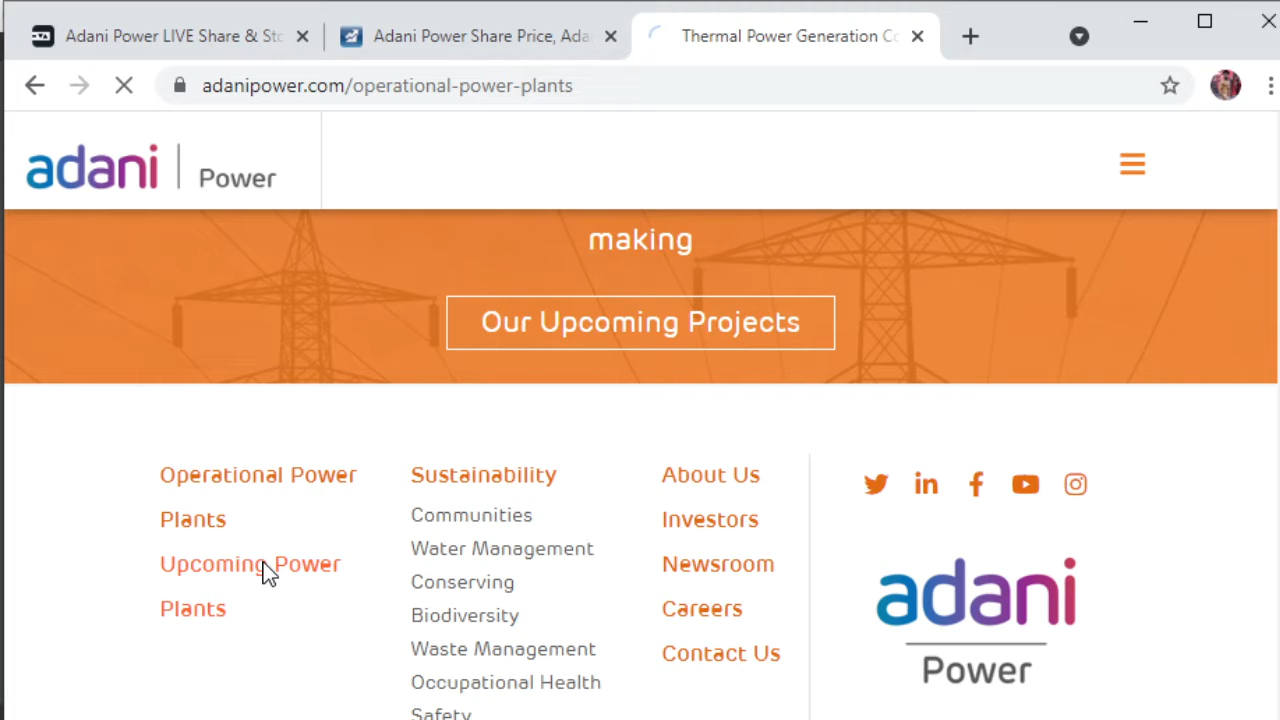 Adani Power LIVE Share & Sto
Adani Power Share Price, Ada
Thermal Power Generation Co
adanipower.com/operational-power-plants
adani | Power
making
Our Upcoming Projects
Operational Power
Plants
Upcoming Power
Plants
Sustainability
Communities
Water Management
Conserving
Biodiversity
Waste Management
Occupational Health
Safety
About Us
Investors
Newsroom
Careers
Contact Us
adani
Power